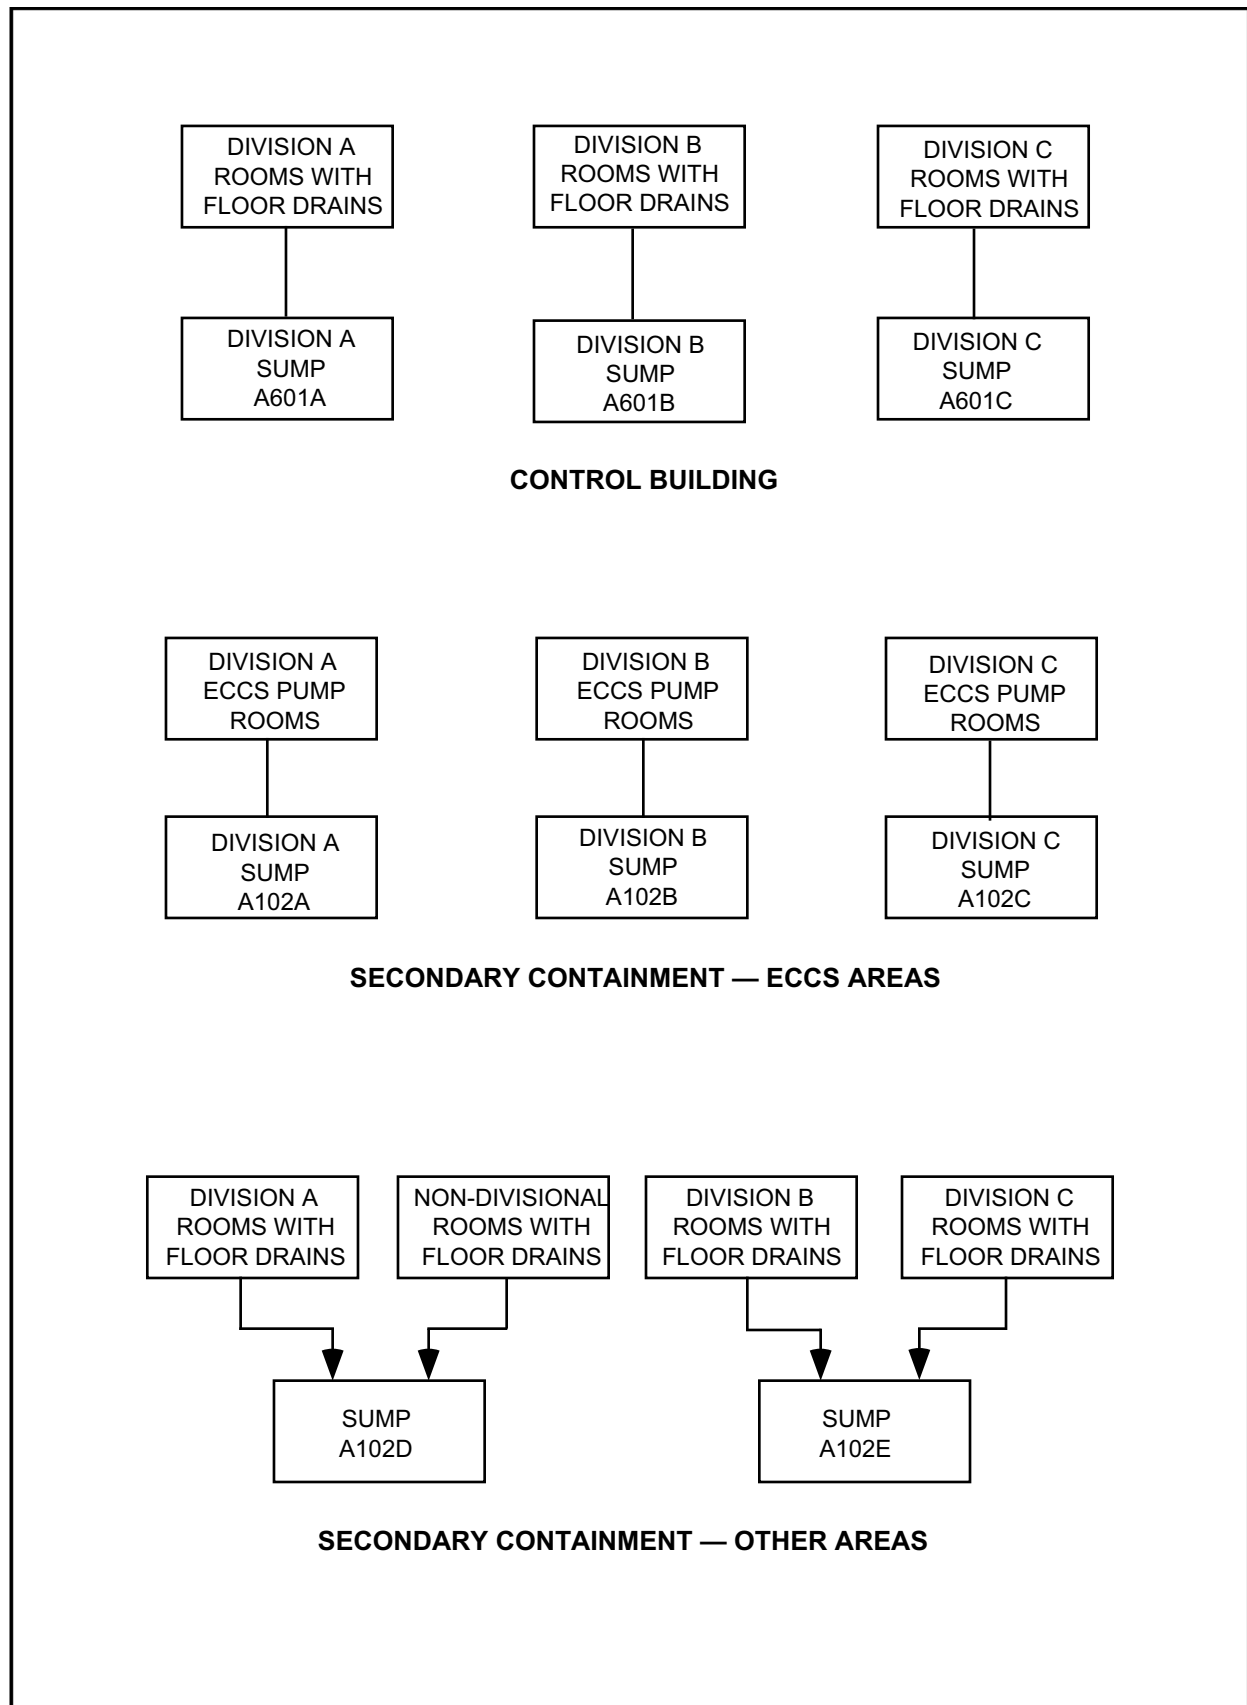 DIVISION A
ROOMS WITH
FLOOR DRAINS
DIVISION B
ROOMS WITH
FLOOR DRAINS
DIVISION C
ROOMS WITH
FLOOR DRAINS
DIVISION A
SUMP
A601A
DIVISION B
SUMP
A601B
DIVISION C
SUMP
A601C
CONTROL BUILDING
DIVISION A
ECCS PUMP
ROOMS
DIVISION B
ECCS PUMP
ROOMS
DIVISION C
ECCS PUMP
ROOMS
DIVISION A
SUMP
A102A
DIVISION B
SUMP
A102B
DIVISION C
SUMP
A102C
SECONDARY CONTAINMENT — ECCS AREAS
DIVISION A
ROOMS WITH
FLOOR DRAINS
NON-DIVISIONAL
ROOMS WITH
FLOOR DRAINS
DIVISION B
ROOMS WITH
FLOOR DRAINS
DIVISION C
ROOMS WITH
FLOOR DRAINS
SUMP
A102D
SUMP
A102E
SECONDARY CONTAINMENT — OTHER AREAS